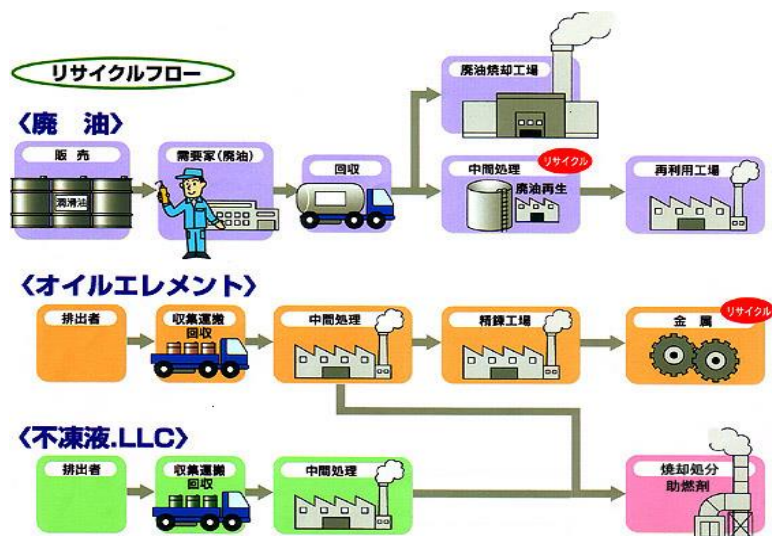 リサイクルフロー
〈廃 油〉
廃油焼却工場
販売
潤滑油
需要家(廃油)
回収
中間処理
リサイクル
廃油再生
再利用工場
〈オイルエレメント〉
排出者
収集運搬
回収
中間処理
精錬工場
金属
リサイクル
〈不凍液.LLC〉
排出者
収集運搬
回収
中間処理
焼却処分
助燃剤